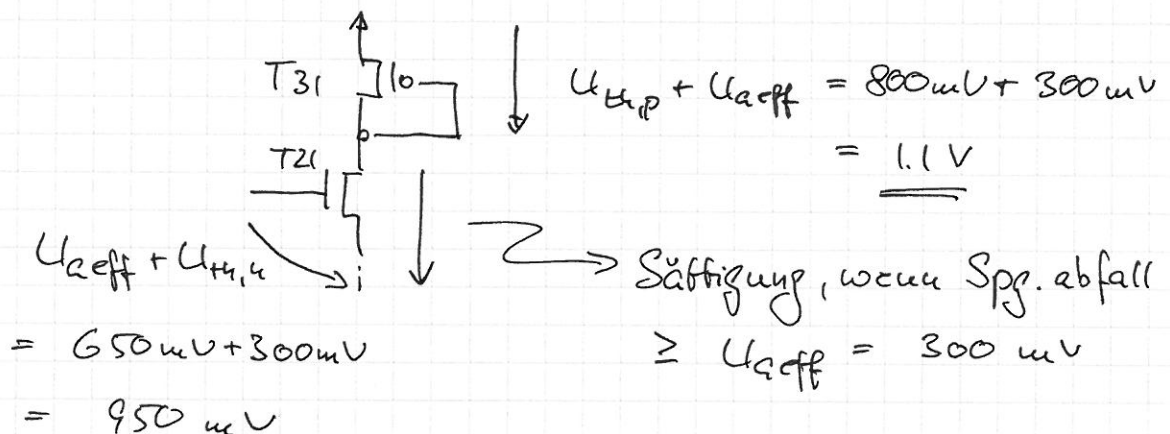 T31
U_th,p + U_aeff = 800mV + 300mV
= 1.1 V
T21
U_aeff + U_th,n
= 650mV + 300mV
= 950 mV
Sättigung, wenn Spg.abfall
≥ U_aeff = 300 mV